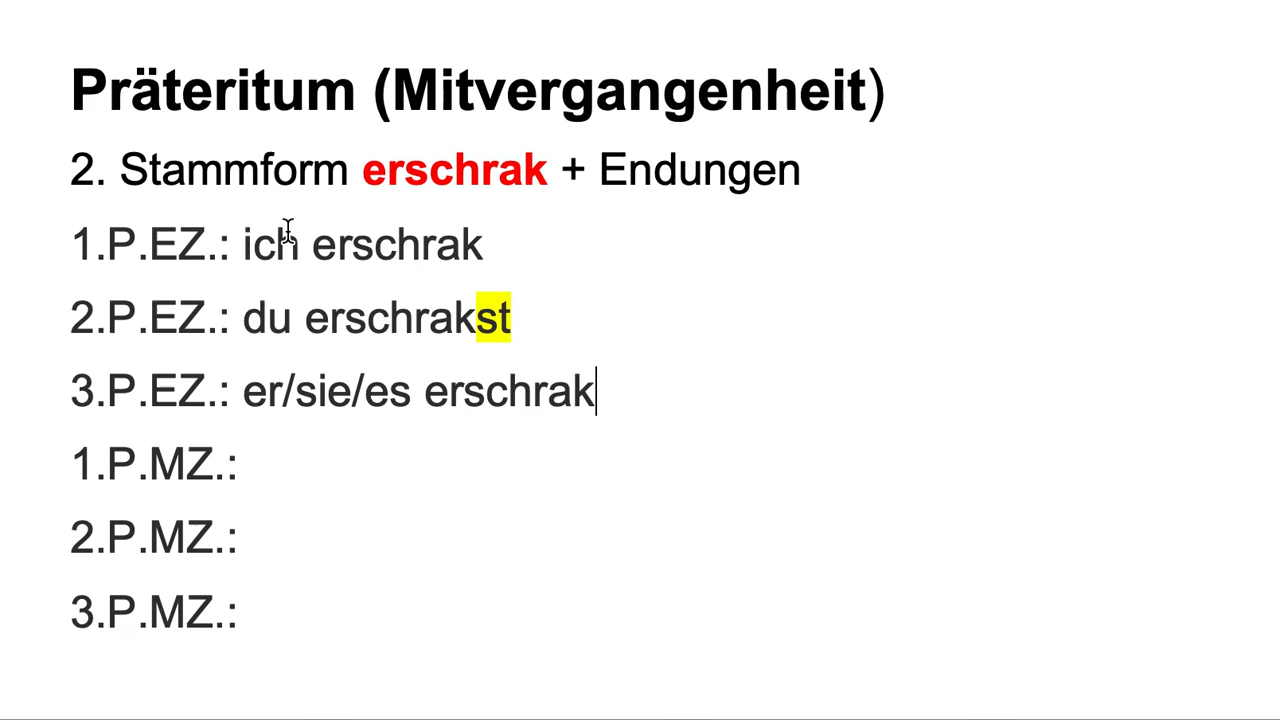 Präteritum (Mitvergangenheit)
2. Stammform erschrak + Endungen
1.P.EZ.: ich erschrak
2.P.EZ.: du erschrakst
3.P.EZ.: er/sie/es erschrak
1.P.MZ.:
2.P.MZ.:
3.P.MZ.: